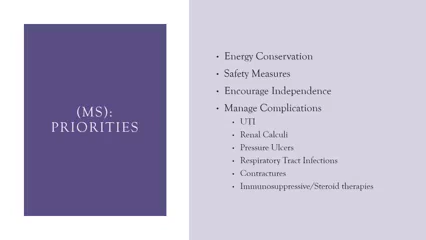 (MS):
PRIORITIES
• Energy Conservation
• Safety Measures
• Encourage Independence
• Manage Complications
• UTI
• Renal Calculi
• Pressure Ulcers
• Respiratory Tract Infections
• Contractures
• Immunosuppressive/Steroid therapies